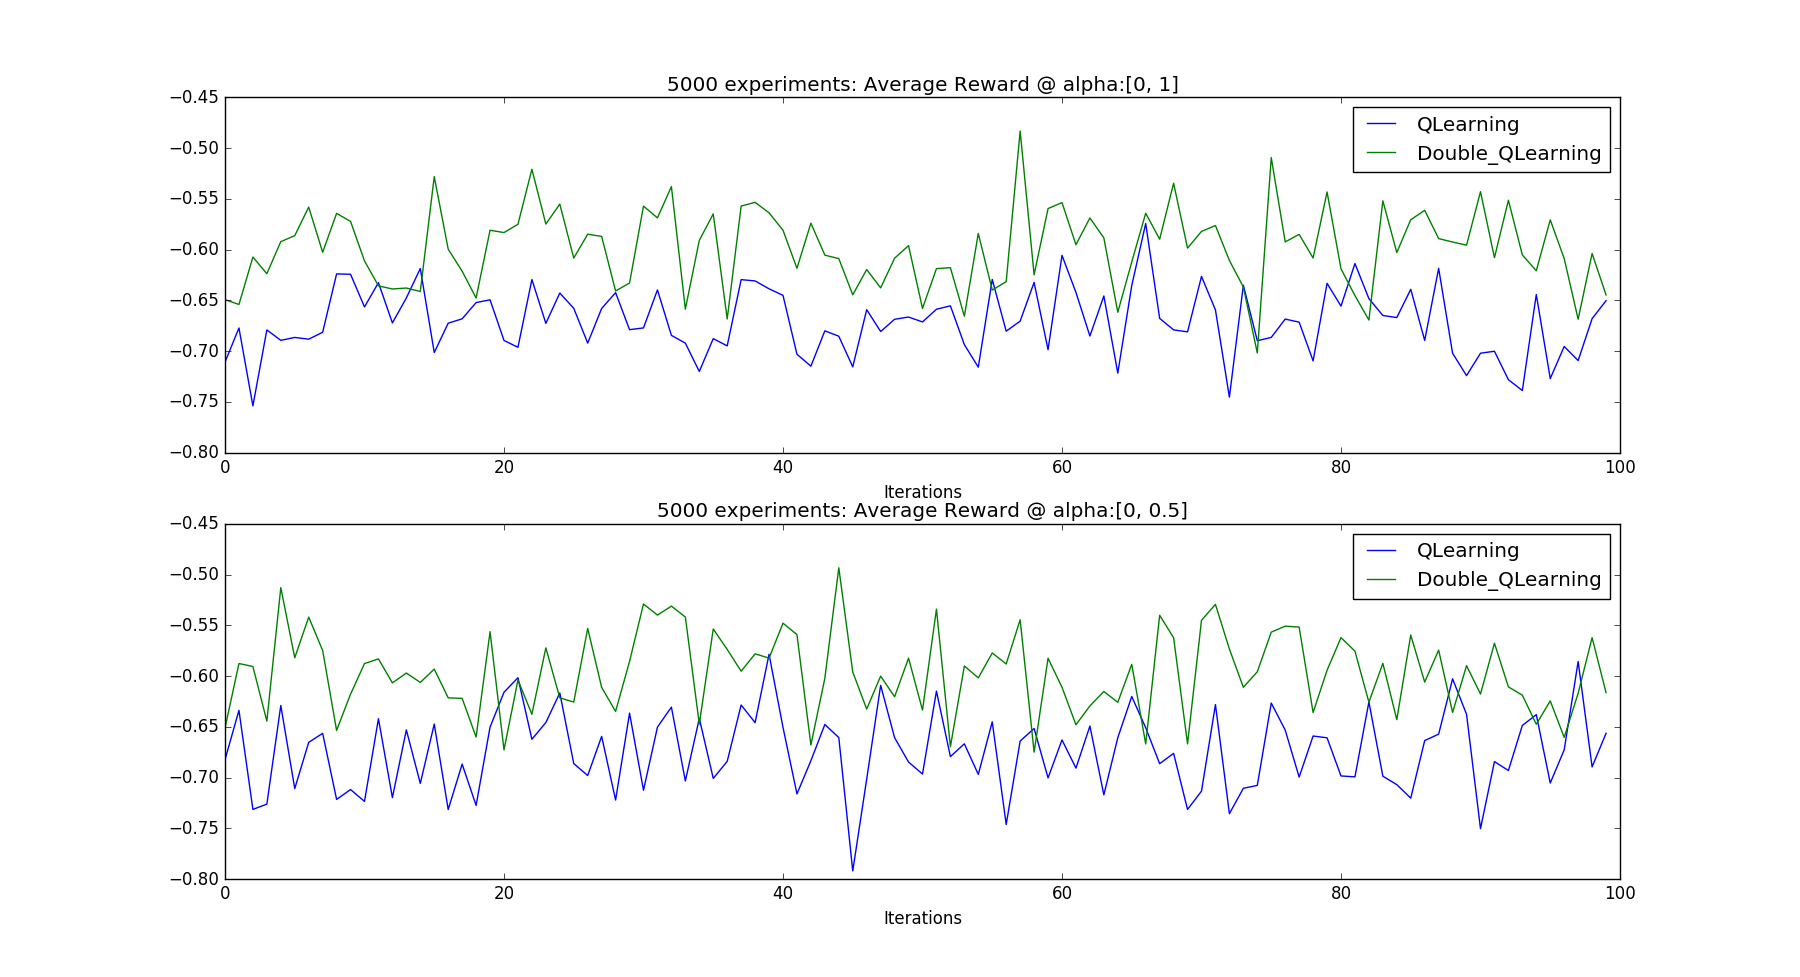 5000 experiments: Average Reward @ alpha:[0, 1]
−0.45
−0.50
−0.55
−0.60
−0.65
−0.70
−0.75
−0.80
QLearning
Double_QLearning
0 20 40 60 80 100
Iterations
5000 experiments: Average Reward @ alpha:[0, 0.5]
−0.45
−0.50
−0.55
−0.60
−0.65
−0.70
−0.75
−0.80
QLearning
Double_QLearning
0 20 40 60 80 100
Iterations